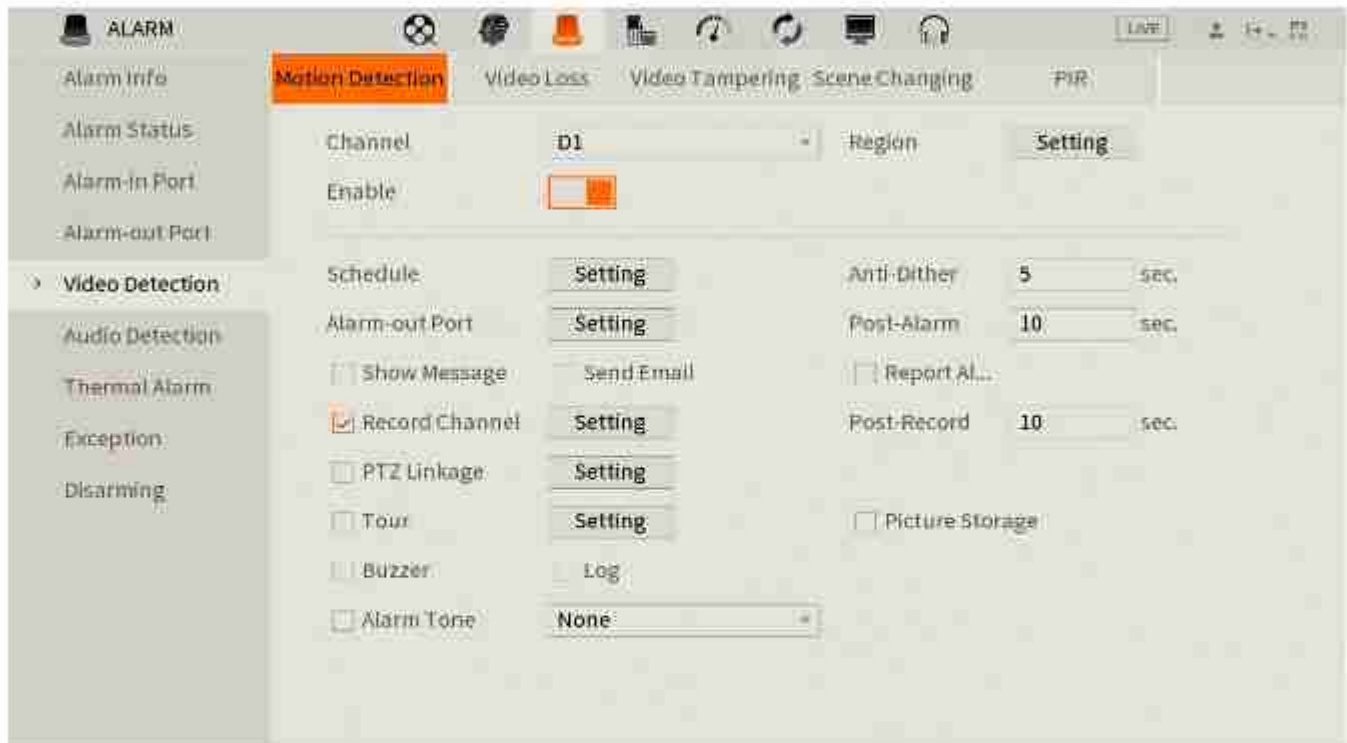 ALARM LIVE
Alarm Info
Motion Detection Video Loss Video Tampering Scene Changing PIR
Alarm Status
Channel D1 Region Setting
Alarm-in Port
Enable
Alarm-out Port
Video Detection
Schedule Setting Anti-Dither 5 sec.
Audio Detection
Alarm-out Port Setting Post-Alarm 10 sec.
Thermal Alarm
Show Message Send Email Report Al...
Exception
Record Channel Setting Post-Record 10 sec.
Disarming
PTZ Linkage Setting
Tour Setting Picture Storage
Buzzer Log
Alarm Tone None